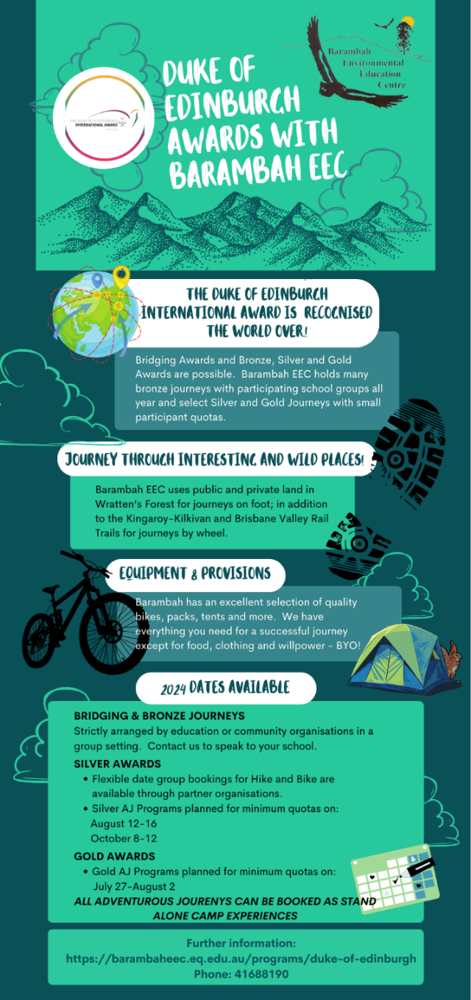 Barambah
Environmental
Education
Centre
DUKE OF
EDINBURGH
AWARDS WITH
BARAMBAH EEC
THE DUKE OF EDINBURGH'S
INTERNATIONAL AWARD
THE DUKE OF EDINBURGH
INTERNATIONAL AWARD IS RECOGNISED
THE WORLD OVER!
Bridging Awards and Bronze, Silver and Gold
Awards are possible. Barambah EEC holds many
bronze journeys with participating school groups all
year and select Silver and Gold Journeys with small
participant quotas.
JOURNEY THROUGH INTERESTING AND WILD PLACES!
Barambah EEC uses public and private land in
Wratten's Forest for journeys on foot; in addition
to the Kingaroy-Kilkivan and Brisbane Valley Rail
Trails for journeys by wheel.
EQUIPMENT & PROVISIONS
Barambah has an excellent selection of quality
bikes, packs, tents and more. We have
everything you need for a successful journey
except for food, clothing and willpower - BYO!
2024 DATES AVAILABLE
BRIDGING & BRONZE JOURNEYS
Strictly arranged by education or community organisations in a
group setting. Contact us to speak to your school.
SILVER AWARDS
• Flexible date group bookings for Hike and Bike are
available through partner organisations.
• Silver AJ Programs planned for minimum quotas on:
August 12-16
October 8-12
GOLD AWARDS
• Gold AJ Programs planned for minimum quotas on:
July 27-August 2
ALL ADVENTUROUS JOURENYS CAN BE BOOKED AS STAND
ALONE CAMP EXPERIENCES
Further information:
https://barambaheec.eq.edu.au/programs/duke-of-edinburgh
Phone: 41688190